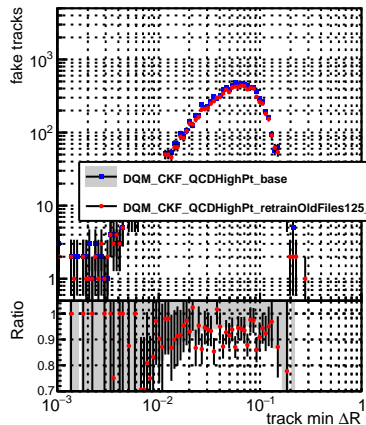 fake tracks
10³
10²
DQM_CKF_QCDHighPt_base
DQM_CKF_QCDHighPt_retrainOldFiles125_
10
1
Ratio
1
0.9
0.8
0.7
10⁻³ 10⁻² 10⁻¹ 1
track min ΔR